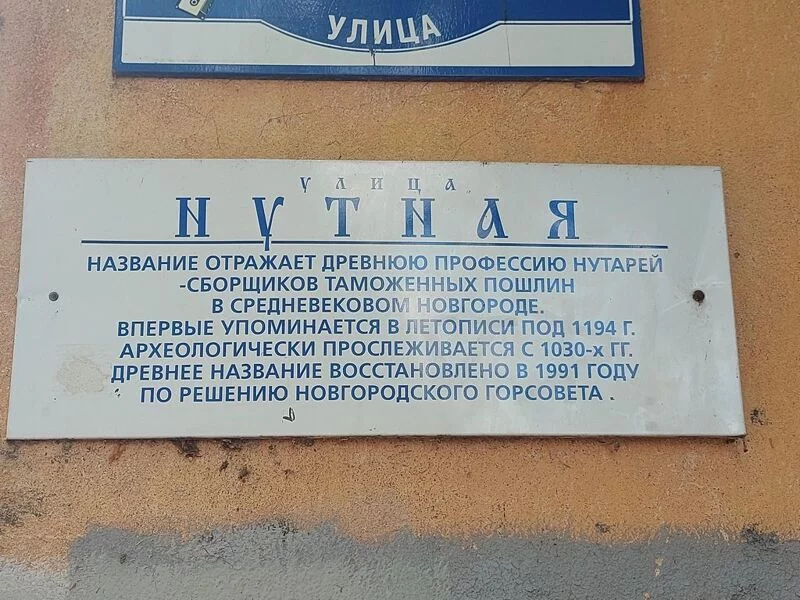 УЛИЦА
УЛИЦА
НУТНАЯ
НАЗВАНИЕ ОТРАЖАЕТ ДРЕВНЮЮ ПРОФЕССИЮ НУТАРЕЙ
-СБОРЩИКОВ ТАМОЖЕННЫХ ПОШЛИН
В СРЕДНЕВЕКОВОМ НОВГОРОДЕ.
ВПЕРВЫЕ УПОМИНАЕТСЯ В ЛЕТОПИСИ ПОД 1194 Г.
АРХЕОЛОГИЧЕСКИ ПРОСЛЕЖИВАЕТСЯ С 1030-х ГГ.
ДРЕВНЕЕ НАЗВАНИЕ ВОССТАНОВЛЕНО В 1991 ГОДУ
ПО РЕШЕНИЮ НОВГОРОДСКОГО ГОРСОВЕТА .